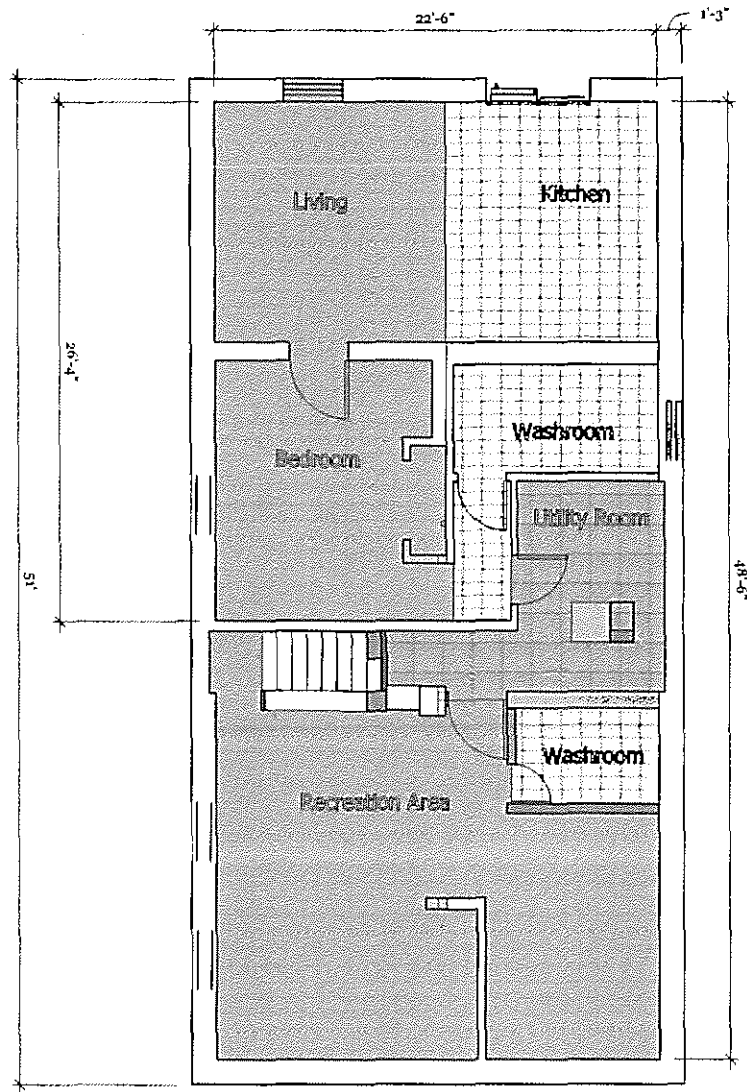 22'-6"
1'-3"
Living
Kitchen
26'-4"
Washroom
Bedroom
Utility Room
51'
48'-6"
Washroom
Recreation Area